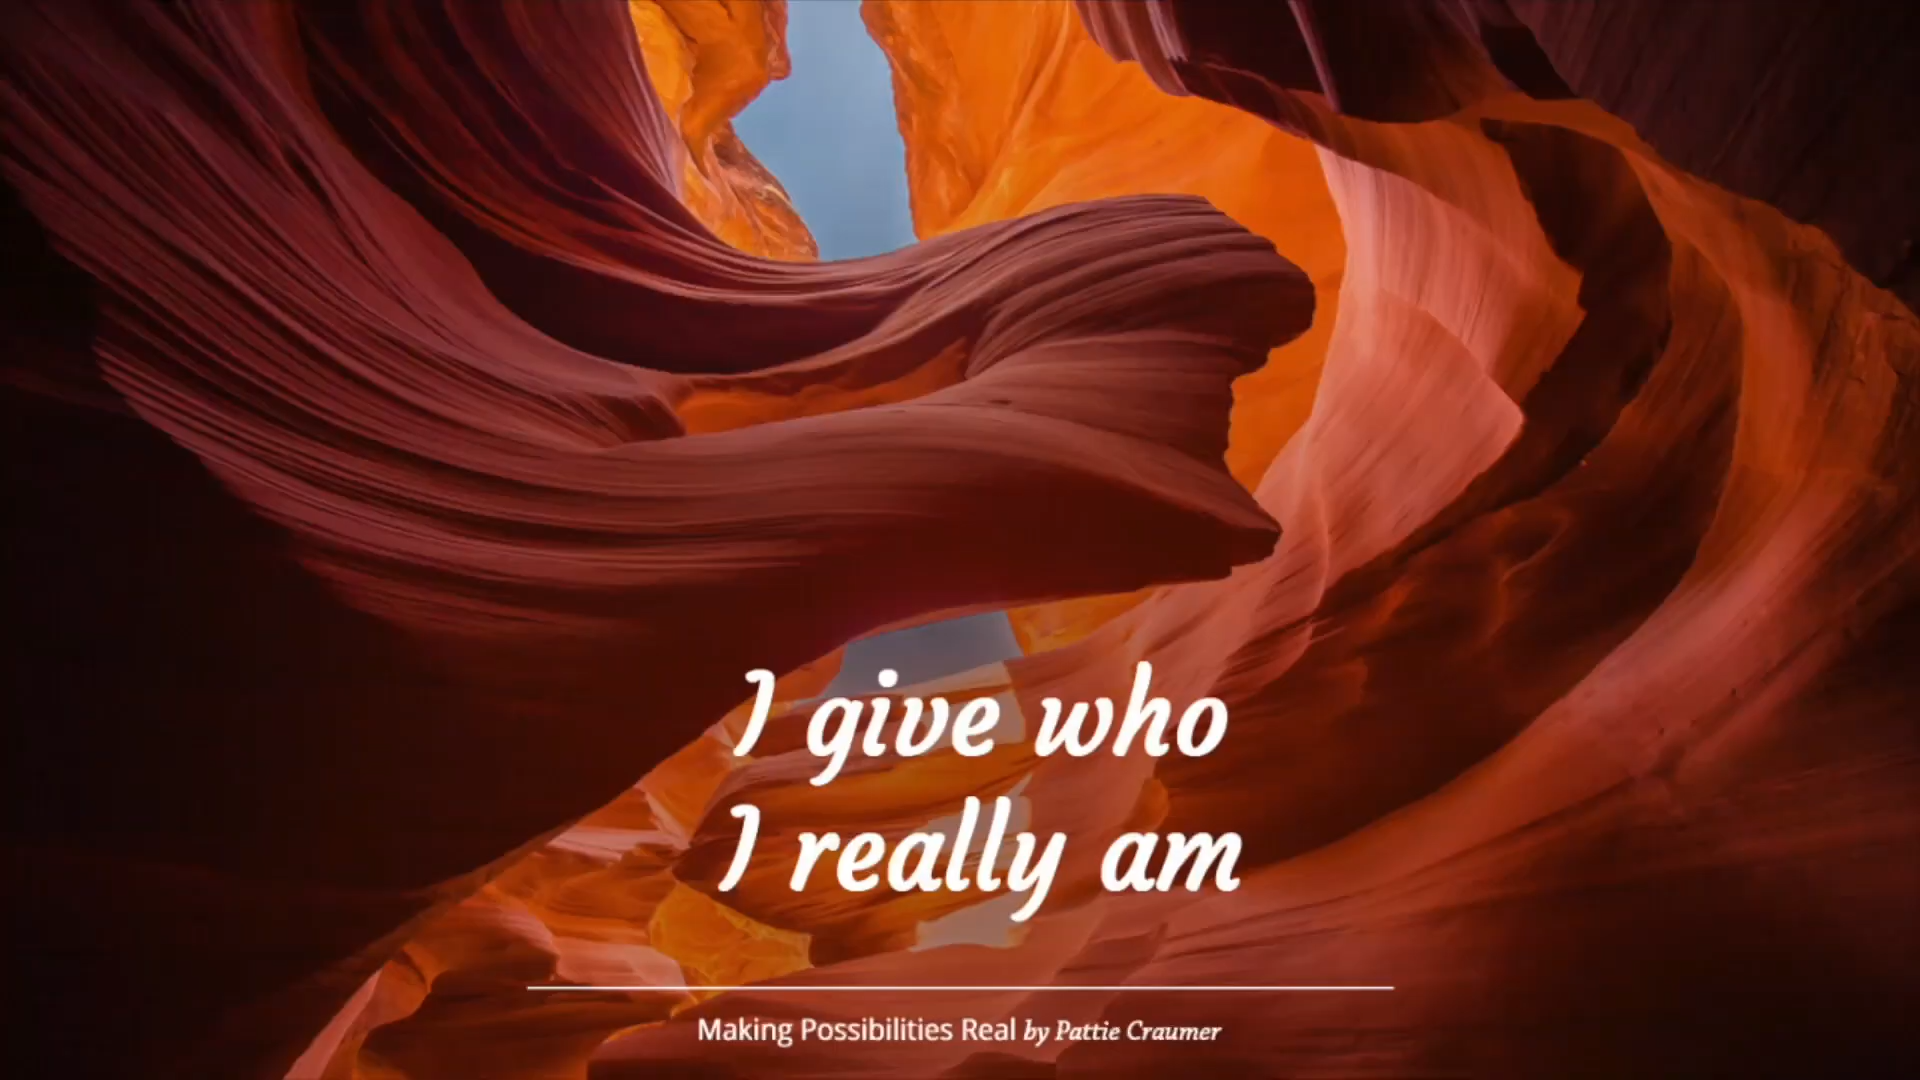 I give who
I really am
Making Possibilities Real by Pattie Craumer